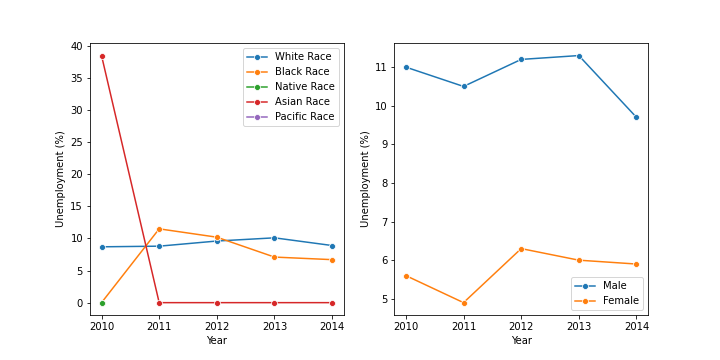 40
35
30
25
20
15
10
5
0
Unemployment (%)
2010 2011 2012 2013 2014
Year
White Race
Black Race
Native Race
Asian Race
Pacific Race
11
10
9
8
7
6
5
Unemployment (%)
2010 2011 2012 2013 2014
Year
Male
Female